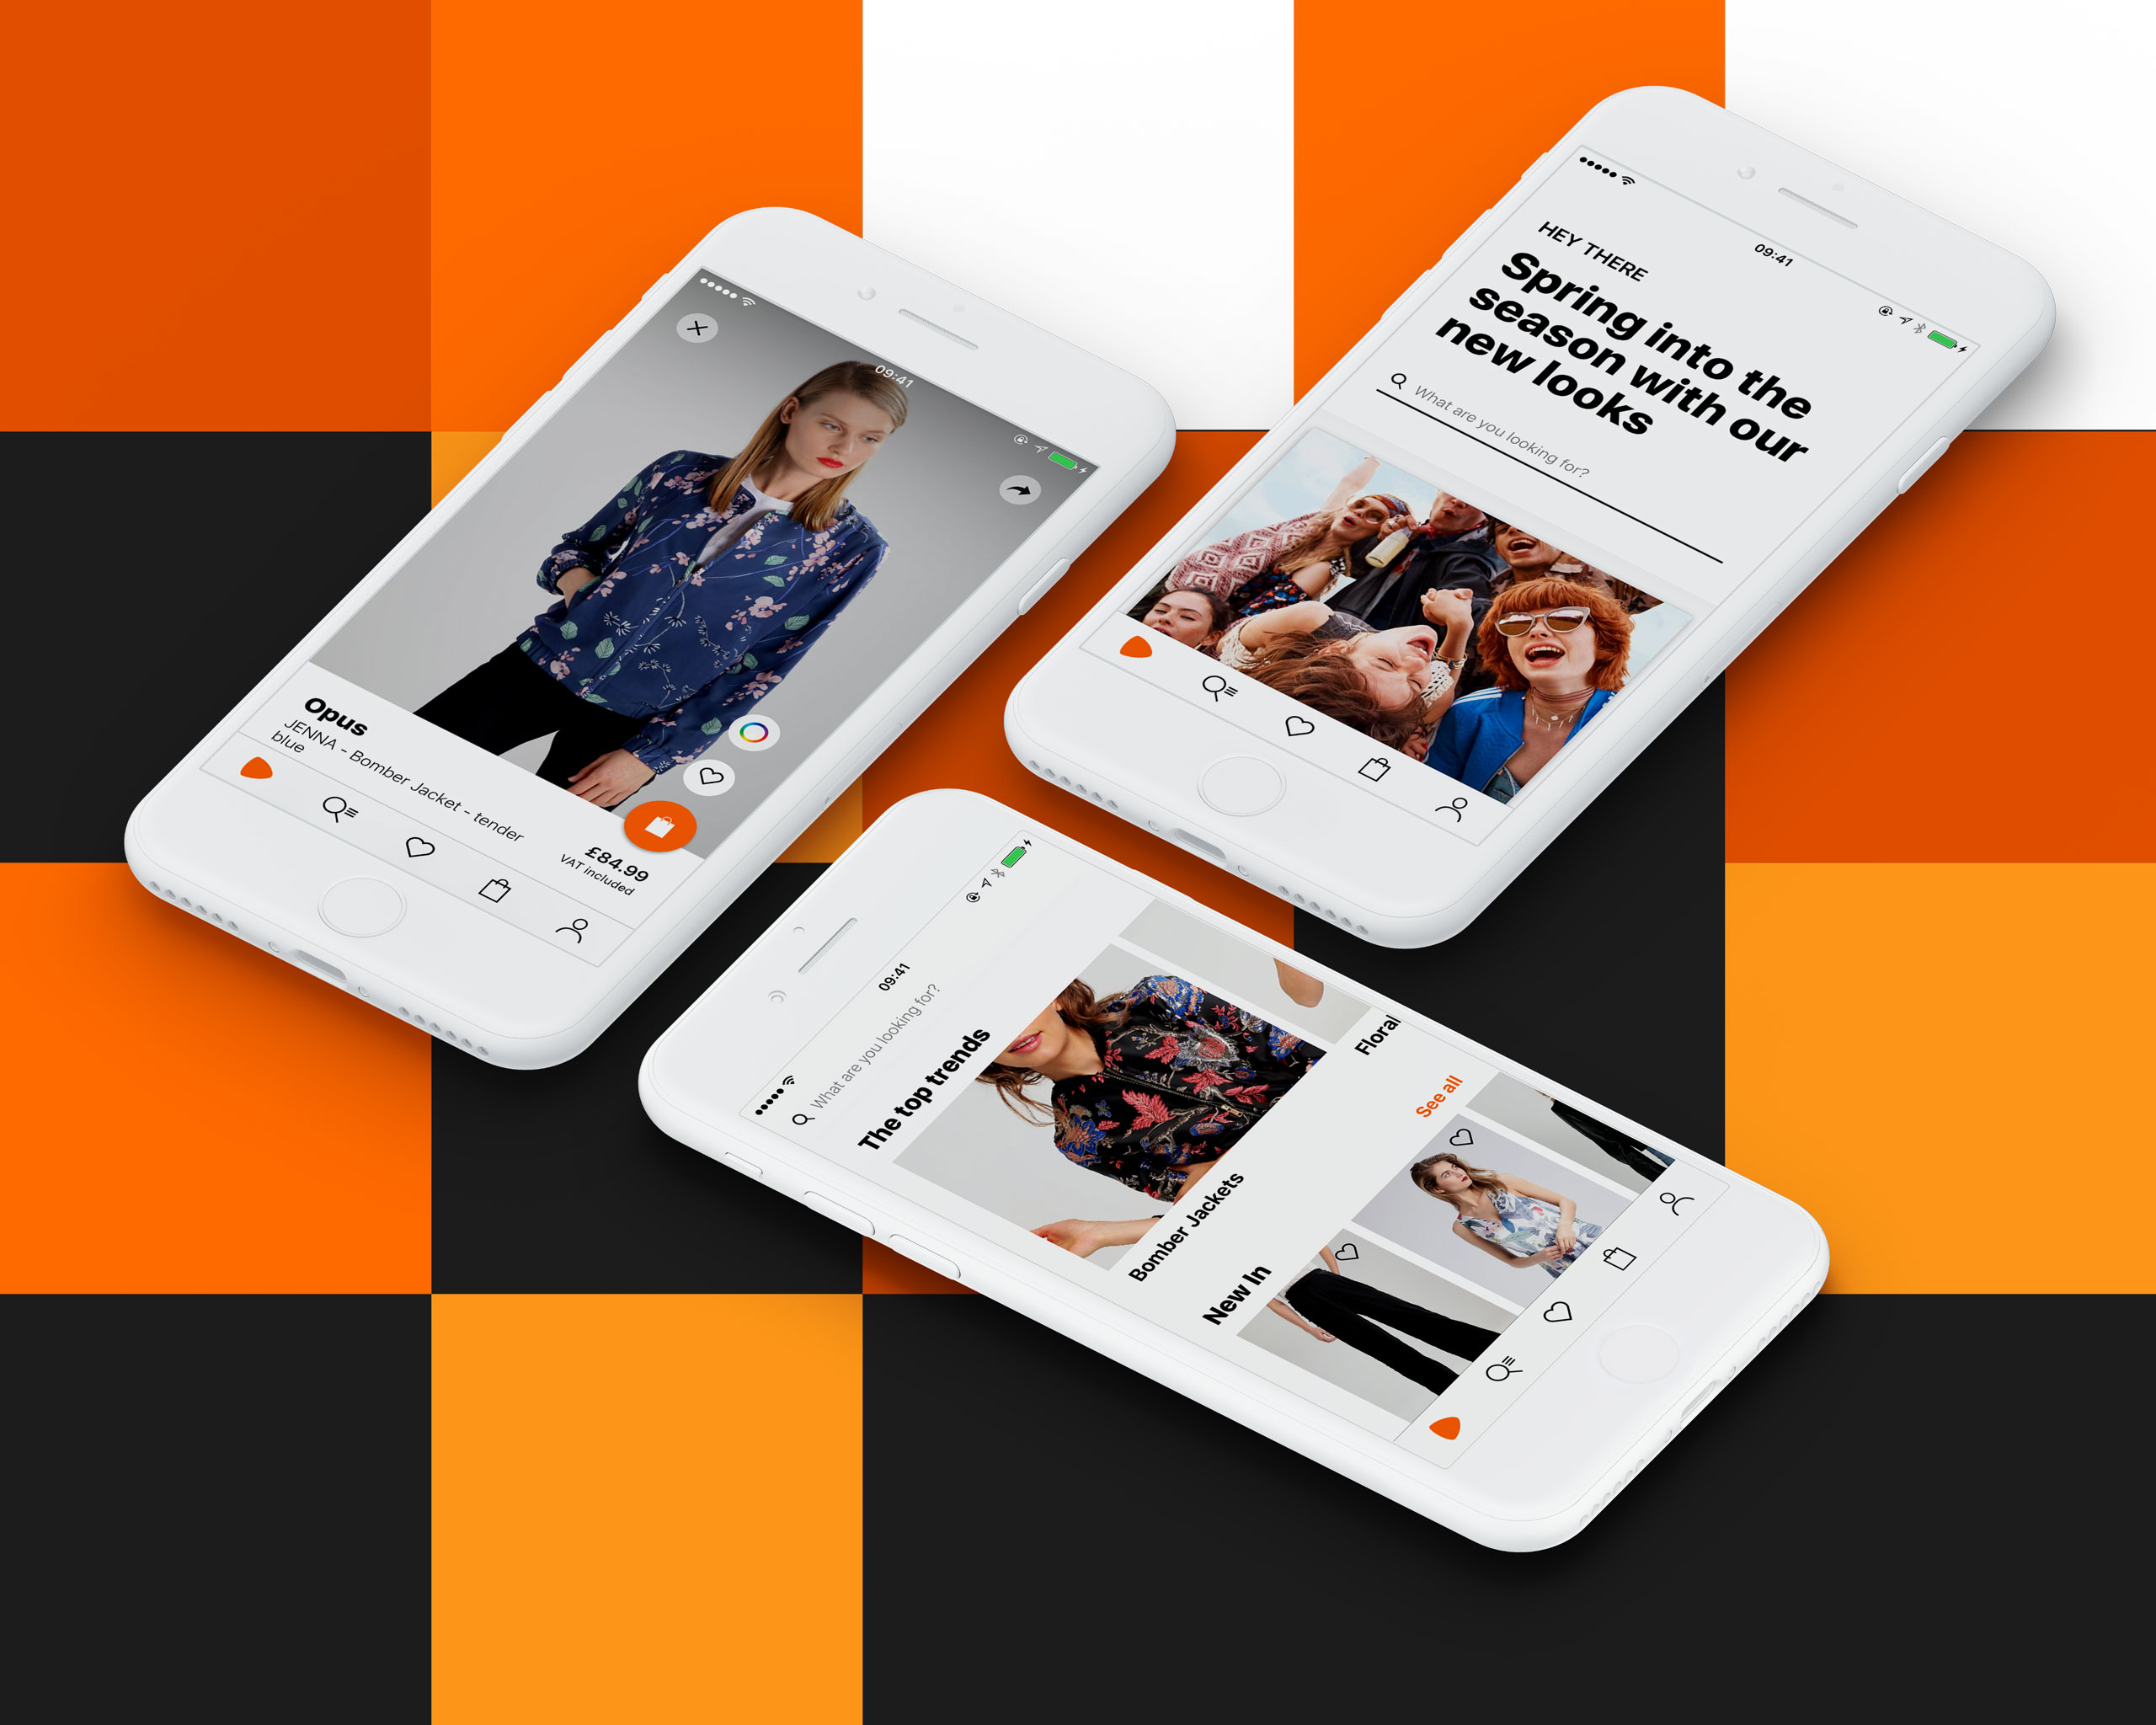 09:41
Opus
JENNA - Bomber Jacket - tender
blue
£84.99
VAT included
09:41
HEY THERE
Spring into the
season with our
new looks
What are you looking for?
09:41
What are you looking for?
The top trends
Bomber Jackets
Floral
New In
See all